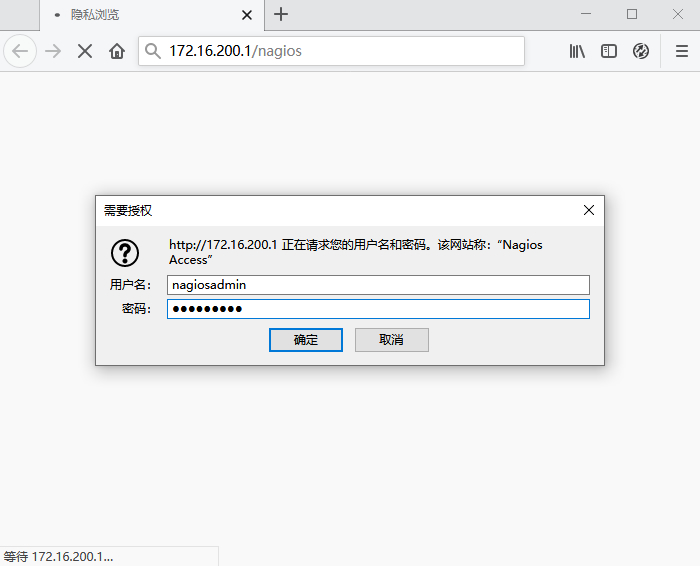 隐私浏览
172.16.200.1/nagios
需要授权
http://172.16.200.1 正在请求您的用户名和密码。该网站称：“Nagios
Access”
用户名： nagiosadmin
密码： ●●●●●●●●●
确定 取消
等待 172.16.200.1...